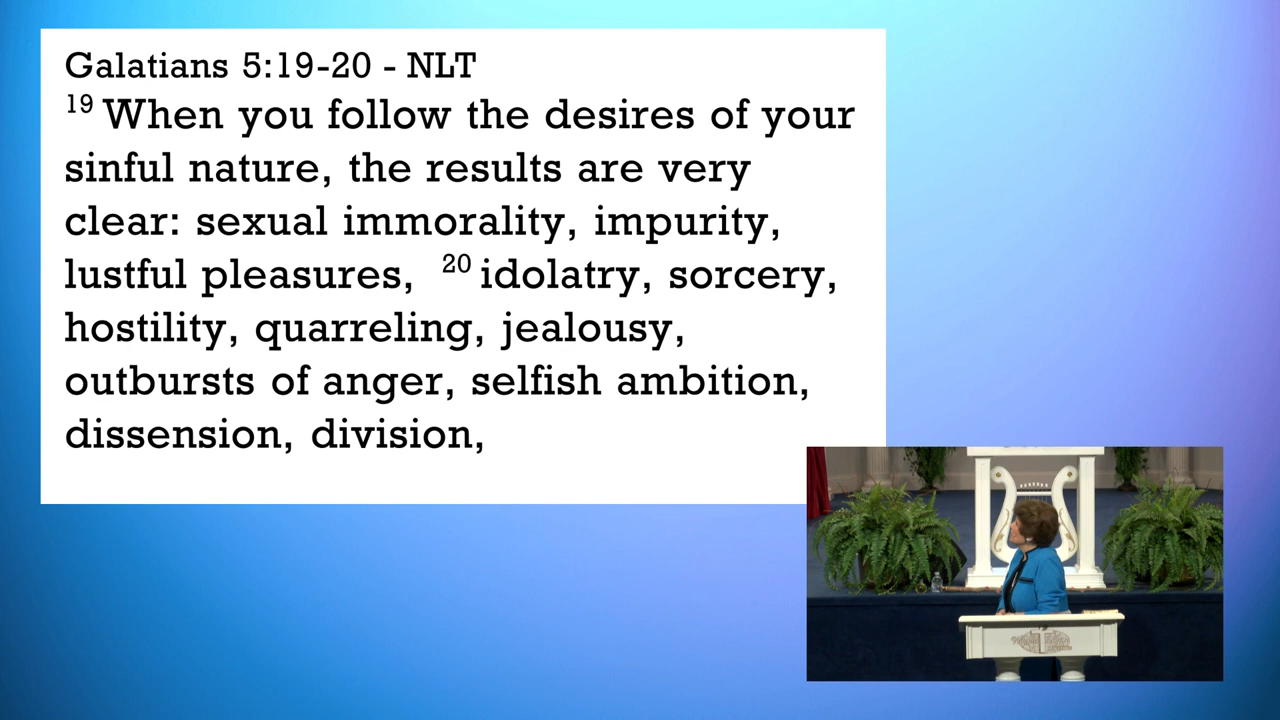 Galatians 5:19-20 - NLT
19 When you follow the desires of your
sinful nature, the results are very
clear: sexual immorality, impurity,
lustful pleasures, 20 idolatry, sorcery,
hostility, quarreling, jealousy,
outbursts of anger, selfish ambition,
dissension, division,